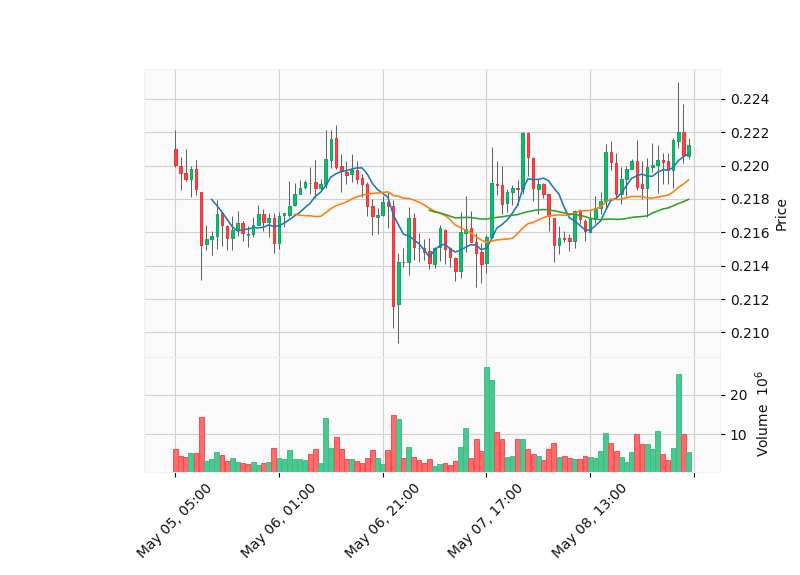 0.224
0.222
0.220
0.218
0.216
0.214
0.212
0.210
Price
20
10
Volume 10^6
May 05, 05:00
May 06, 01:00
May 06, 21:00
May 07, 17:00
May 08, 13:00